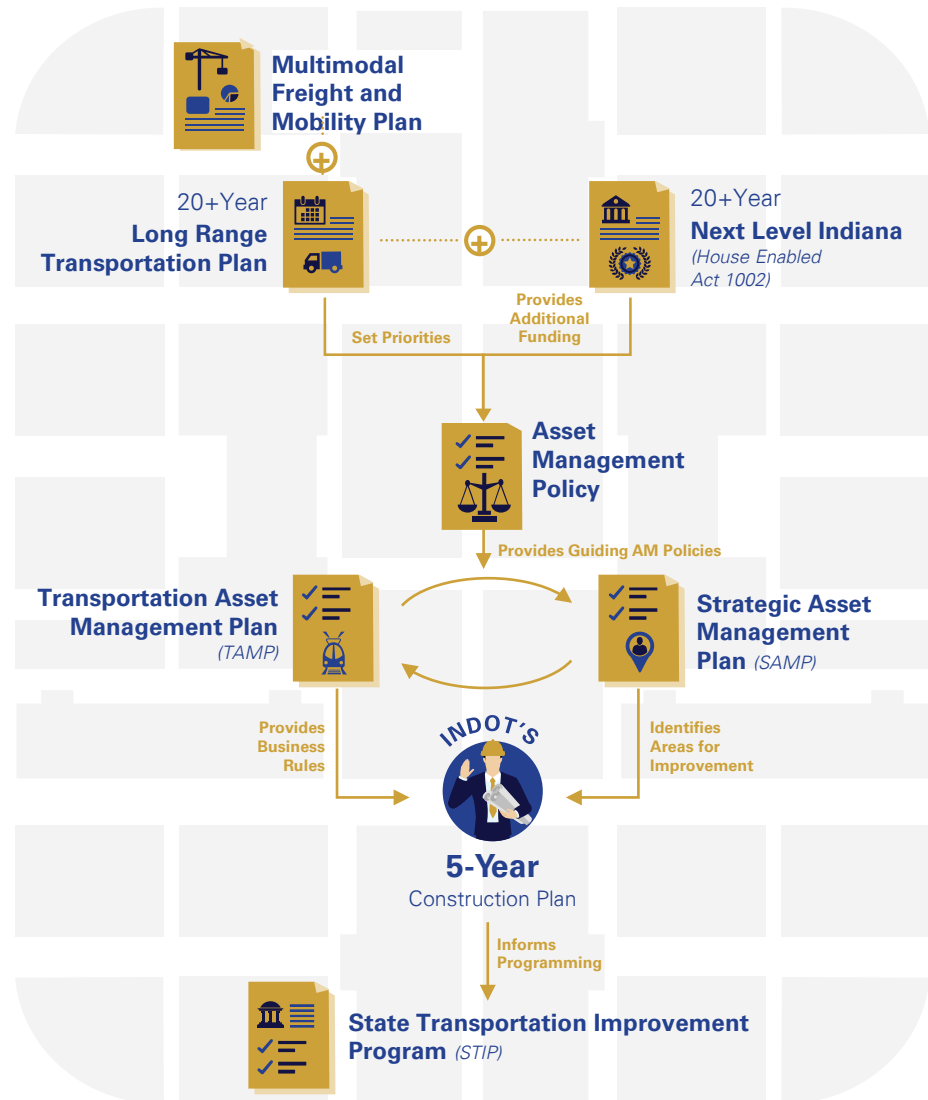 Multimodal
Freight and
Mobility Plan
20+Year
Long Range
Transportation Plan
20+Year
Next Level Indiana
(House Enabled
Act 1002)
Set Priorities
Provides
Additional
Funding
Asset
Management
Policy
Provides Guiding AM Policies
Transportation Asset
Management Plan
(TAMP)
Strategic Asset
Management
Plan (SAMP)
Provides
Business
Rules
Identifies
Areas for
Improvement
INDOT'S
5-Year
Construction Plan
Informs
Programming
State Transportation Improvement
Program (STIP)